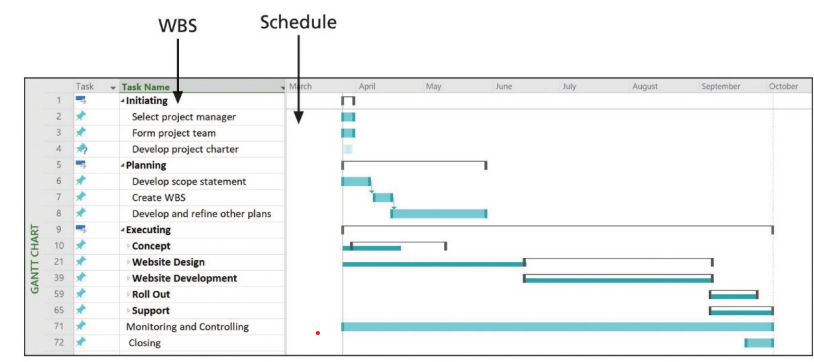 WBS Schedule
Task Task Name March April May June July August September October
1 Initiating
2 Select project manager
3 Form project team
4 Develop project charter
5 Planning
6 Develop scope statement
7 Create WBS
8 Develop and refine other plans
9 Executing
10 Concept
21 Website Design
39 Website Development
59 Roll Out
65 Support
71 Monitoring and Controlling
72 Closing
GANTT CHART